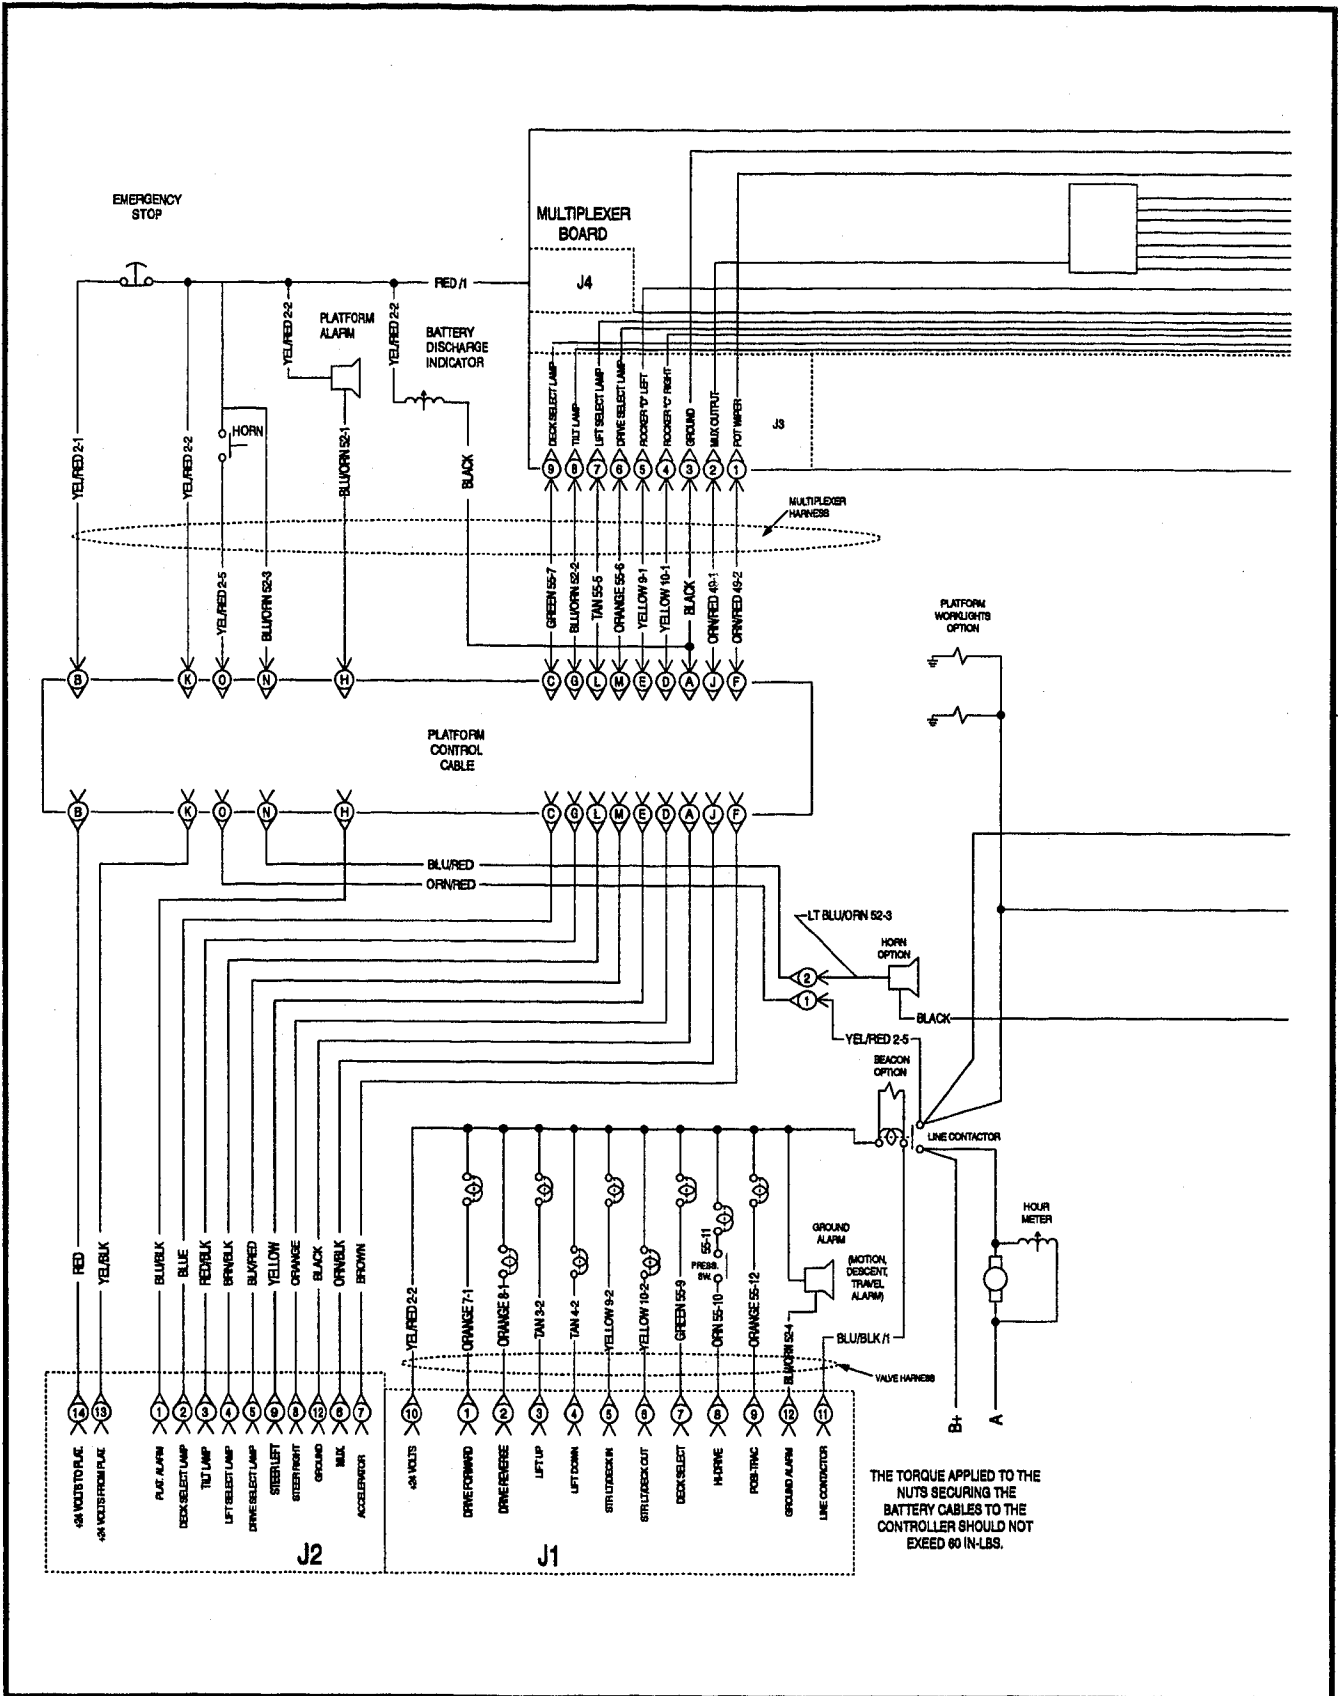 EMERGENCY
STOP
MULTIPLEXER
BOARD
J4
RED /1
YEL/RED 2-2
PLATFORM
ALARM
YEL/RED 2-2
BATTERY
DISCHARGE
INDICATOR
DECK SELECT LAMP
TILT LAMP
LIFT SELECT LAMP
DRIVE SELECT LAMP
ROCKER "D" LEFT
ROCKER "C" RIGHT
GROUND
MUX OUTPUT
POT WIPER
J3
HORN
YEL/RED 2-1
YEL/RED 2-2
BLU/ORN 52-1
BLACK
9 8 7 6 5 4 3 2 1
MULTIPLEXER
HARNESS
YEL/RED 2-5
BLU/ORN 52-3
GREEN 55-7
BLU/ORN 52-2
TAN 55-5
ORANGE 55-6
YELLOW 9-1
YELLOW 10-1
BLACK
ORN/RED 49-1
ORN/RED 49-2
PLATFORM
WORKLIGHTS
OPTION
B K O N H C G L M E D A J F
PLATFORM
CONTROL
CABLE
B K O N H C G L M E D A J F
BLU/RED
ORN/RED
LT BLU/ORN 52-3
HORN
OPTION
2
1
BLACK
YEL/RED 2-5
BEACON
OPTION
LINE CONTACTOR
HOUR
METER
GROUND
ALARM
(MOTION,
DESCENT,
TRAVEL
ALARM)
55-11
PRESS.
SW.
RED
YEL/BLK
BLU/BLK
BLUE
RED/BLK
BRN/BLK
BLK/RED
YELLOW
ORANGE
BLACK
ORN/BLK
BROWN
YEL/RED 2-2
ORANGE 7-1
ORANGE 8-1
TAN 3-2
TAN 4-2
YELLOW 9-2
YELLOW 10-2
GREEN 55-9
ORN 55-10
ORANGE 55-12
BLU/ORN 52-4
BLU/BLK /1
VALVE HARNESS
B+
A
14 13 1 2 3 4 5 9 8 12 6 7
10 1 2 3 4 5 6 7 8 9 12 11
+24 VOLTS TO PLAT.
+24 VOLTS FROM PLAT.
PLAT. ALARM
DECK SELECT LAMP
TILT LAMP
LIFT SELECT LAMP
DRIVE SELECT LAMP
STEER LEFT
STEER RIGHT
GROUND
MUX
ACCELERATOR
+24 VOLTS
DRIVE FORWARD
DRIVE REVERSE
LIFT UP
LIFT DOWN
STR LT/DECK IN
STR LT/DECK OUT
DECK SELECT
HI-DRIVE
POSI-TRAC
GROUND ALARM
LINE CONTACTOR
J2
J1
THE TORQUE APPLIED TO THE
NUTS SECURING THE
BATTERY CABLES TO THE
CONTROLLER SHOULD NOT
EXEED 60 IN-LBS.